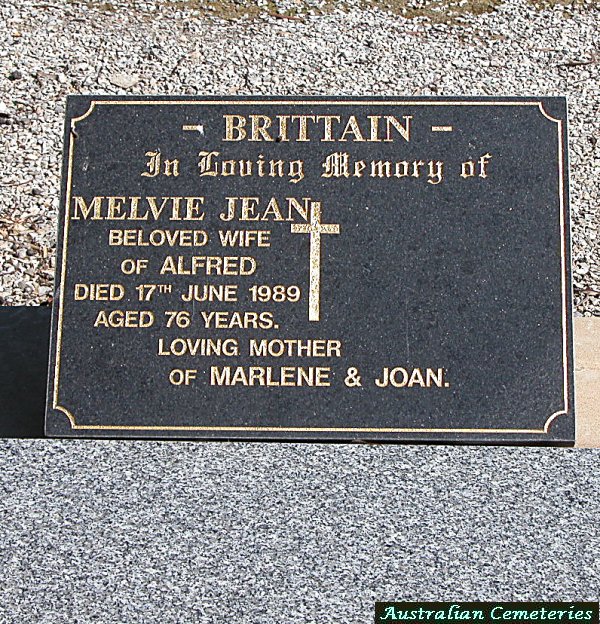 - BRITTAIN -
In Loving Memory of
MELVIE JEAN
BELOVED WIFE
OF ALFRED
DIED 17TH JUNE 1989
AGED 76 YEARS.
LOVING MOTHER
OF MARLENE & JOAN.
Australian Cemeteries